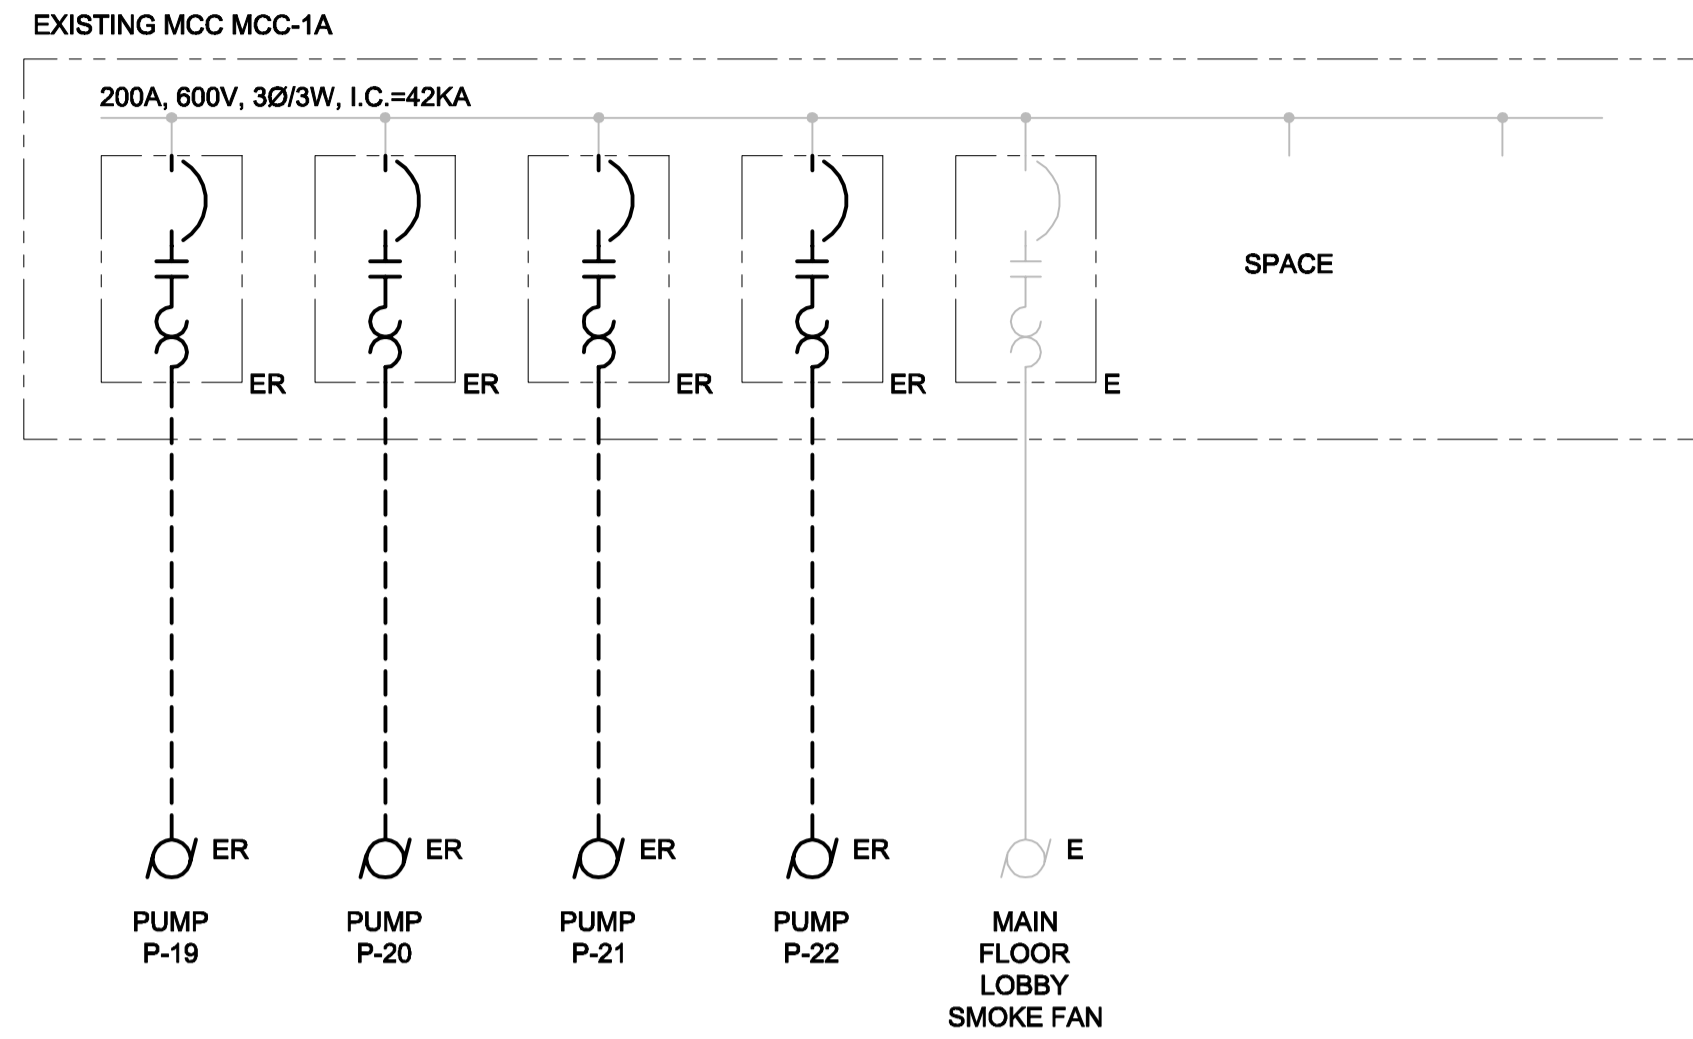 EXISTING MCC MCC-1A
200A, 600V, 3Ø/3W, I.C.=42KA
SPACE
ER
ER
ER
ER
E
ER
ER
ER
ER
E
PUMP
P-19
PUMP
P-20
PUMP
P-21
PUMP
P-22
MAIN
FLOOR
LOBBY
SMOKE FAN